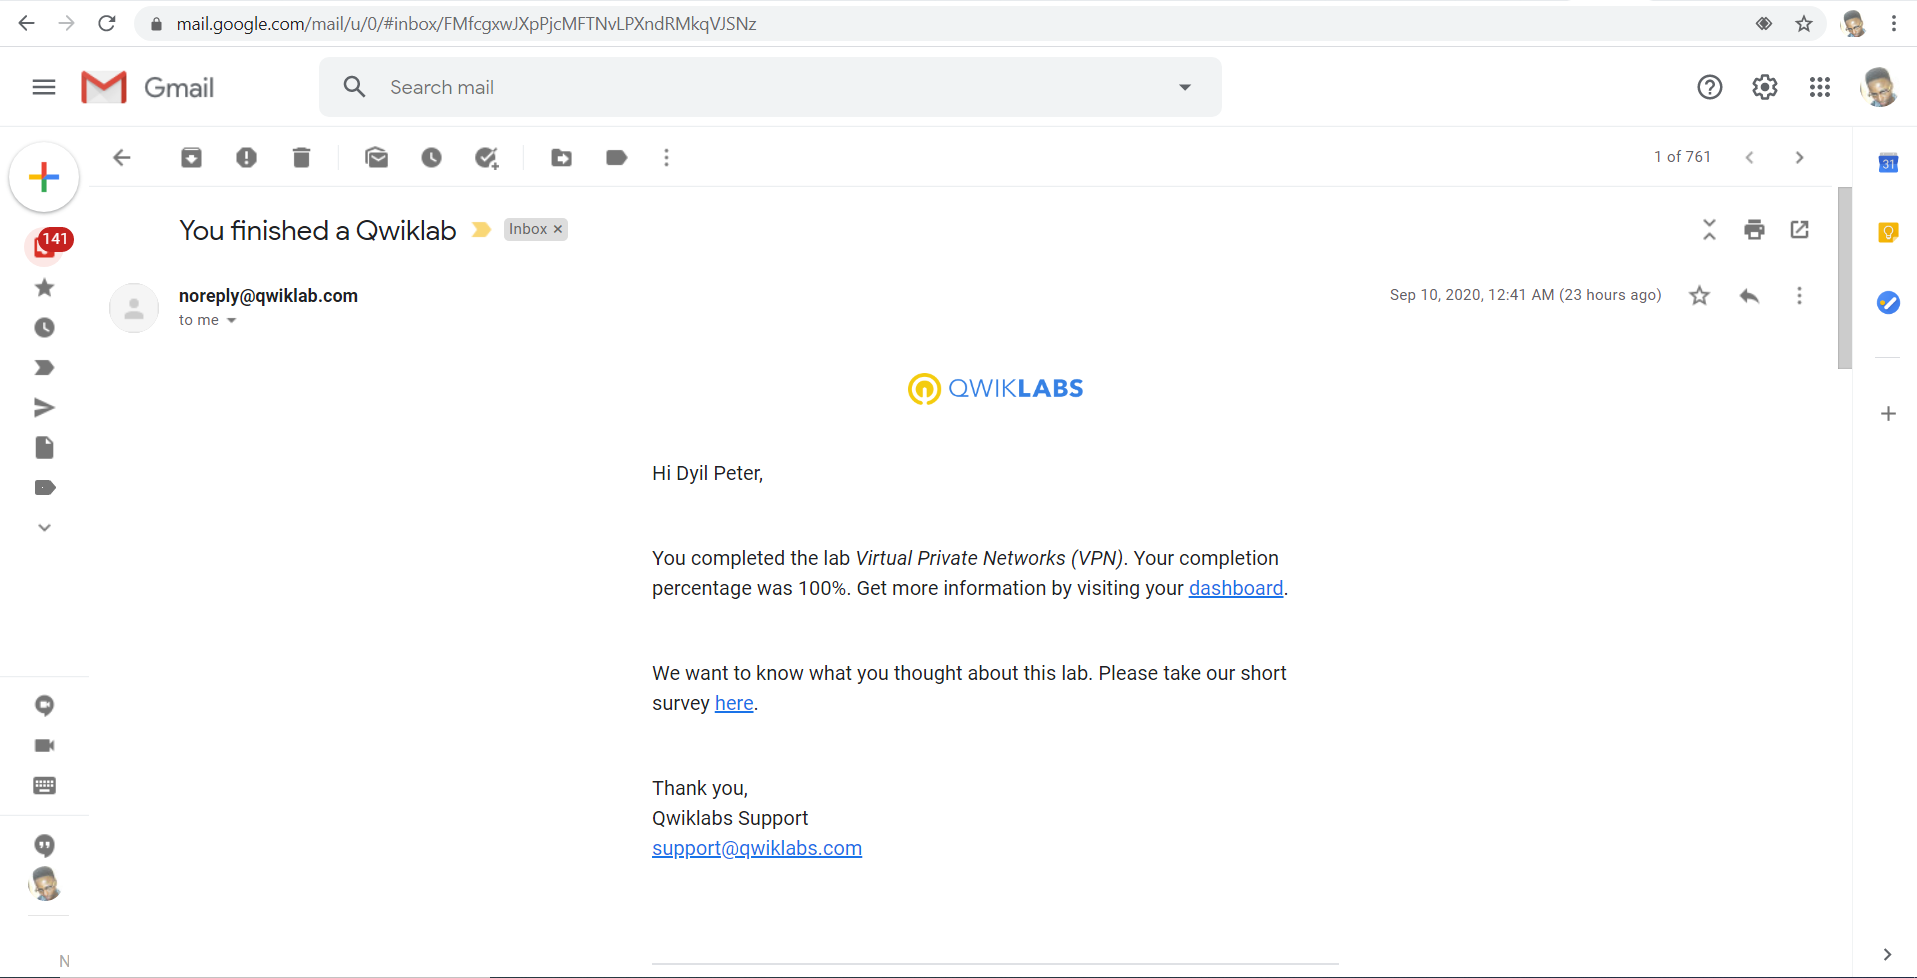 mail.google.com/mail/u/0/#inbox/FMfcgxwJXpPjcMFTNvLPXndRMkqVJSNz
Gmail
Search mail
1 of 761
31
You finished a Qwiklab
Inbox ×
141
noreply@qwiklab.com
Sep 10, 2020, 12:41 AM (23 hours ago)
to me
QWIKLABS
Hi Dyil Peter,
You completed the lab Virtual Private Networks (VPN). Your completion
percentage was 100%. Get more information by visiting your dashboard.
We want to know what you thought about this lab. Please take our short
survey here.
Thank you,
Qwiklabs Support
support@qwiklabs.com
N